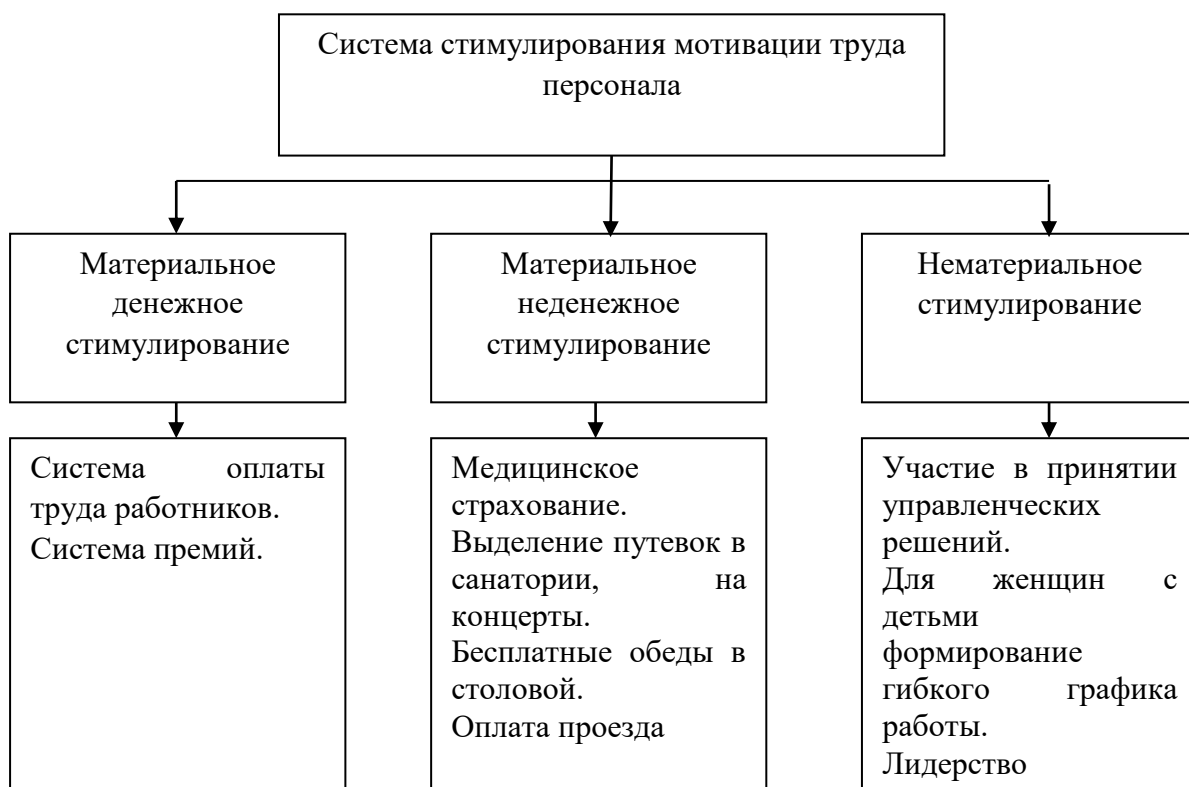 Система стимулирования мотивации труда
персонала
Материальное
денежное
стимулирование
Материальное
неденежное
стимулирование
Нематериальное
стимулирование
Система оплаты
труда работников.
Система премий.
Медицинское
страхование.
Выделение путевок в
санатории, на
концерты.
Бесплатные обеды в
столовой.
Оплата проезда
Участие в принятии
управленческих
решений.
Для женщин с
детьми
формирование
гибкого графика
работы.
Лидерство